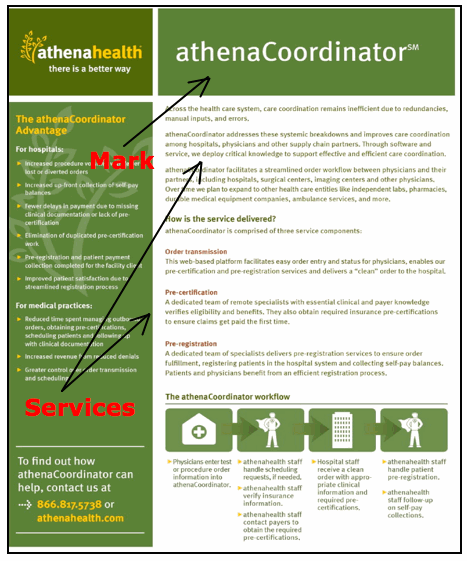 athenahealth
there is a better way
athenaCoordinator℠
The athenaCoordinator
Advantage
For hospitals:
Increased procedure
lost or diverted orders
Increased up-front collection of self-pay
balances
Fewer delays in payment due to missing
clinical documentation or lack of pre-
certification
Elimination of duplicated pre-certification
work
Pre-registration and patient payment
collection completed for the facility client
Improved patient satisfaction due to
streamlined registration process
For medical practices:
Reduced time spent managing outbound
orders, obtaining pre-certifications,
scheduling patients and following up
with clinical documentation
Increased revenue from reduced denials
Greater control over order transmission
and scheduling
Mark
Services
To find out how
athenaCoordinator can
help, contact us at
866.817.5738 or
athenahealth.com
Across the health care system, care coordination remains inefficient due to redundancies,
manual inputs, and errors.
athenaCoordinator addresses these systemic breakdowns and improves care coordination
among hospitals, physicians and other supply chain partners. Through software and
service, we deploy critical knowledge to support effective and efficient care coordination.
athenaCoordinator facilitates a streamlined order workflow between physicians and their
partners, including hospitals, surgical centers, imaging centers and other physicians.
Over time we plan to expand to other health care entities like independent labs, pharmacies,
durable medical equipment companies, ambulance services, and more.
How is the service delivered?
athenaCoordinator is comprised of three service components:
Order transmission
This web-based platform facilitates easy order entry and status for physicians, enables our
pre-certification and pre-registration services and delivers a “clean” order to the hospital.
Pre-certification
A dedicated team of remote specialists with essential clinical and payer knowledge
verifies eligibility and benefits. They also obtain required insurance pre-certifications
to ensure claims get paid the first time.
Pre-registration
A dedicated team of specialists delivers pre-registration services to ensure order
fulfillment, registering patients in the hospital system and collecting self-pay balances.
Patients and physicians benefit from an efficient registration process.
The athenaCoordinator workflow
Physicians enter test
or procedure order
information into
athenaCoordinator.
athenahealth staff
handle scheduling
requests, if needed.
athenahealth staff
verify insurance
information.
athenahealth staff
contact payers to
obtain the required
pre-certifications.
Hospital staff
receive a clean
order with appro-
priate clinical
information and
required pre-
certifications.
athenahealth staff
handle patient
pre-registration.
athenahealth
staff follow-up
on self-pay
collections.